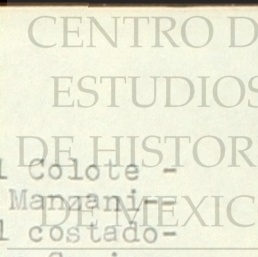 CENTRO D
ESTUDIOS
DE HISTOR
l Colote -
Manzani-
DE MEXIC
l costado-